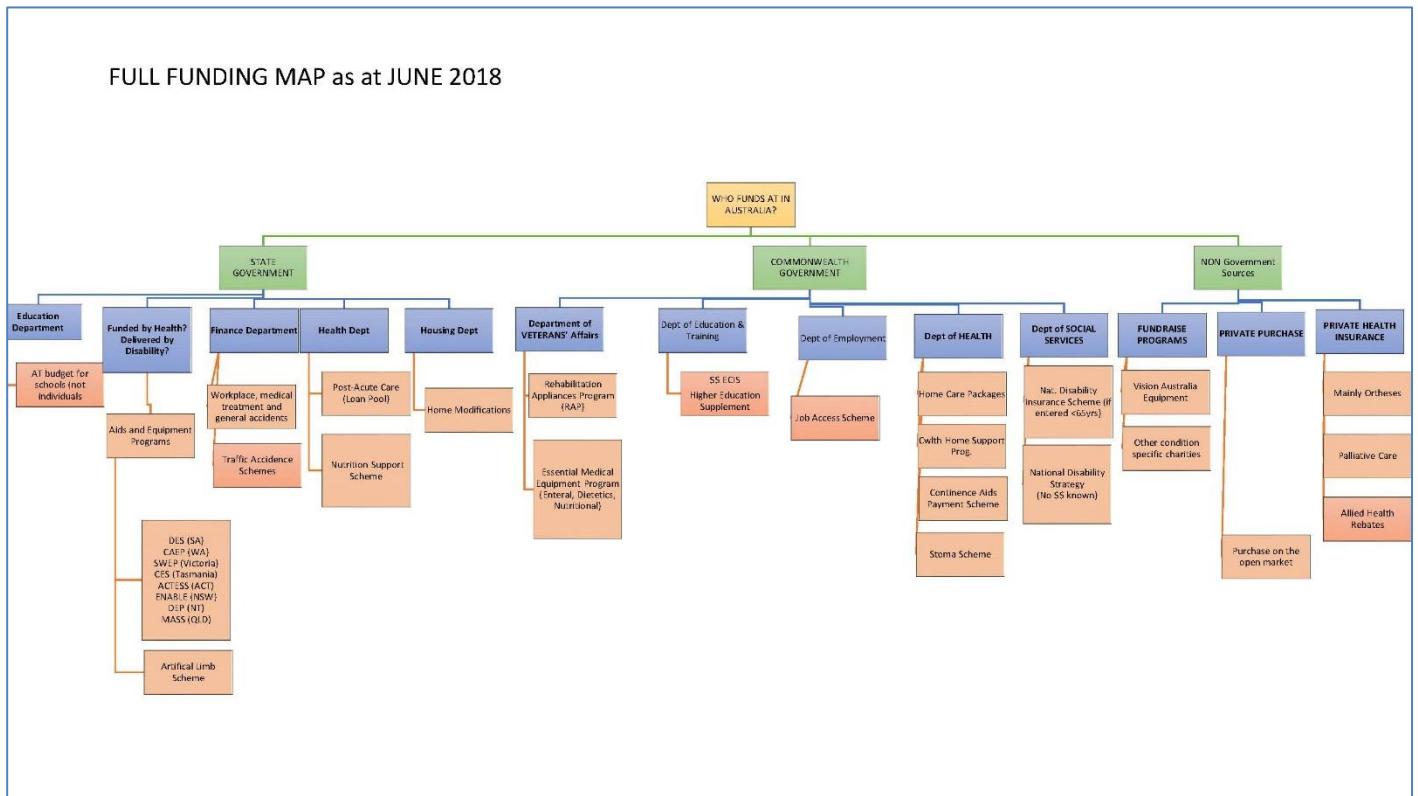 FULL FUNDING MAP as at JUNE 2018
WHO FUNDS AT IN
AUSTRALIA?
STATE
GOVERNMENT
COMMONWEALTH
GOVERNMENT
NON Government
Sources
Education
Department
Funded by Health?
Delivered by
Disability?
Finance Department
Health Dept
Housing Dept
Department of
VETERANS' Affairs
Dept of Education &
Training
Dept of Employment
Dept of HEALTH
Dept of SOCIAL
SERVICES
FUNDRAISE
PROGRAMS
PRIVATE PURCHASE
PRIVATE HEALTH
INSURANCE
AT budget for
schools (not
individuals
Aids and Equipment
Programs
DES (SA)
CAEP (WA)
SWEP (Victoria)
CES (Tasmania)
ACTESS (ACT)
ENABLE (NSW)
DEP (NT)
MASS (QLD)
Artifical Limb
Scheme
Workplace, medical
treatment and
general accidents
Traffic Accidence
Schemes
Post-Acute Care
(Loan Pool)
Nutrition Support
Scheme
Home Modifications
Rehabilitation
Appliances Program
(RAP)
Essential Medical
Equipment Program
(Enteral, Dietetics,
Nutritional)
SS ECIS
Higher Education
Supplement
Job Access Scheme
Home Care Packages
Cwlth Home Support
Prog.
Continence Aids
Payment Scheme
Stoma Scheme
Nat. Disability
Insurance Scheme (if
entered <65yrs)
National Disability
Strategy
(No SS known)
Vision Australia
Equipment
Other condition
specific charities
Purchase on the
open market
Mainly Ortheses
Palliative Care
Allied Health
Rebates